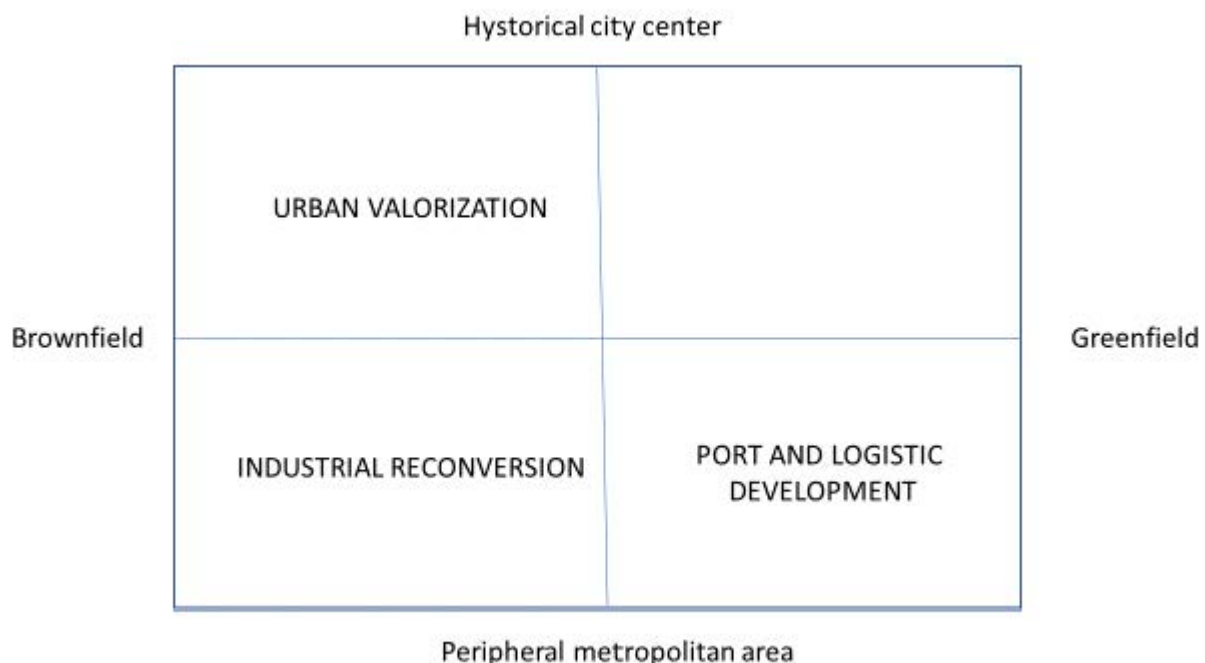 Hystorical city center
URBAN VALORIZATION
Brownfield
Greenfield
INDUSTRIAL RECONVERSION
PORT AND LOGISTIC
DEVELOPMENT
Peripheral metropolitan area